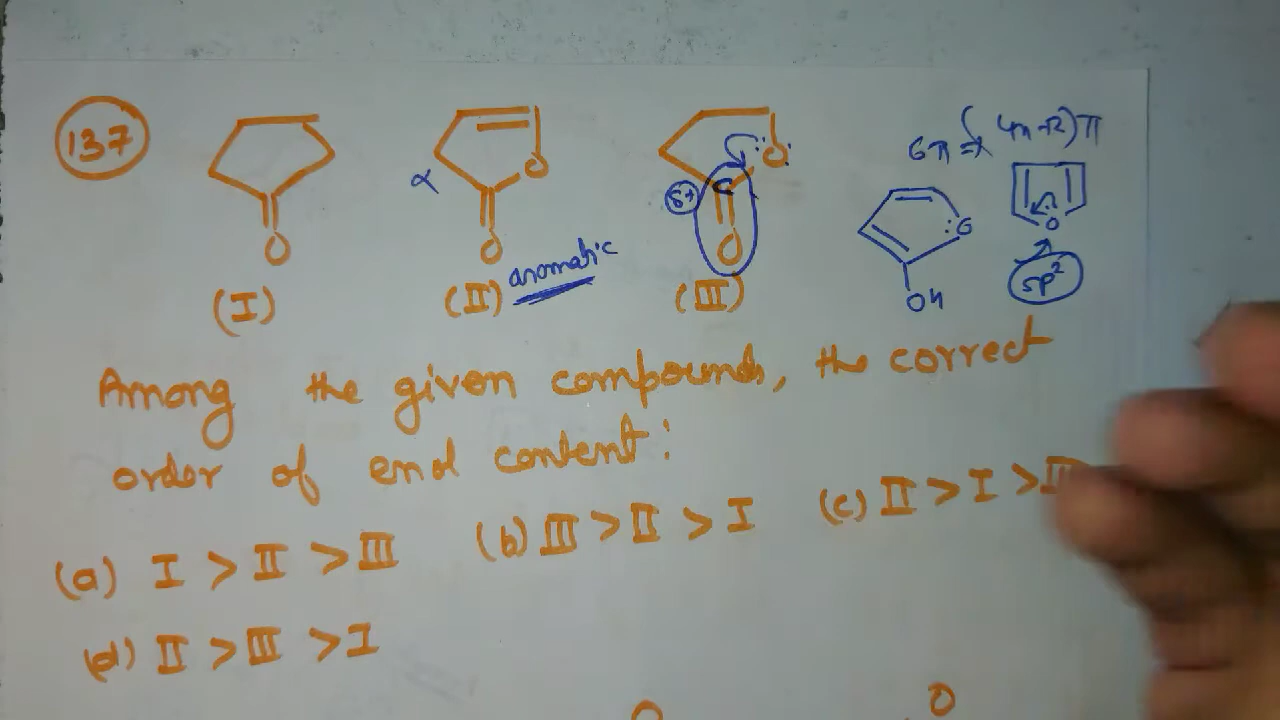 137
6π ⇒ (4n+2)π
α
O
O
O
δ+
C
:O:
O
:O
OH
O
sp²
(I)
(II)
aromatic
(III)
Among the given compounds, the correct
order of enol content:
(a) I > II > III
(b) III > II > I
(c) II > I >
(d) II > III > I
O
O